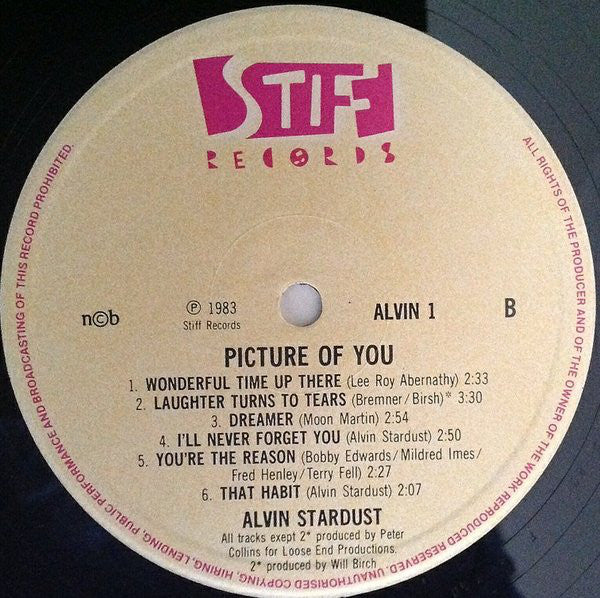 STIFF
RECORDS
ALL RIGHTS OF THE PRODUCER AND OF THE OWNER OF THE WORK REPRODUCED RESERVED. UNAUTHORISED COPYING, HIRING, LENDING, PUBLIC PERFORMANCE AND BROADCASTING OF THIS RECORD PROHIBITED.
n©b
℗ 1983
Stiff Records
ALVIN 1
B
PICTURE OF YOU
1. WONDERFUL TIME UP THERE (Lee Roy Abernathy) 2:33
2. LAUGHTER TURNS TO TEARS (Bremner/Birsh)* 3:30
3. DREAMER (Moon Martin) 2:54
4. I'LL NEVER FORGET YOU (Alvin Stardust) 2:50
5. YOU'RE THE REASON (Bobby Edwards/Mildred Imes/
Fred Henley/Terry Fell) 2:27
6. THAT HABIT (Alvin Stardust) 2:07
ALVIN STARDUST
All tracks exept 2* produced by Peter
Collins for Loose End Productions.
2* produced by Will Birch